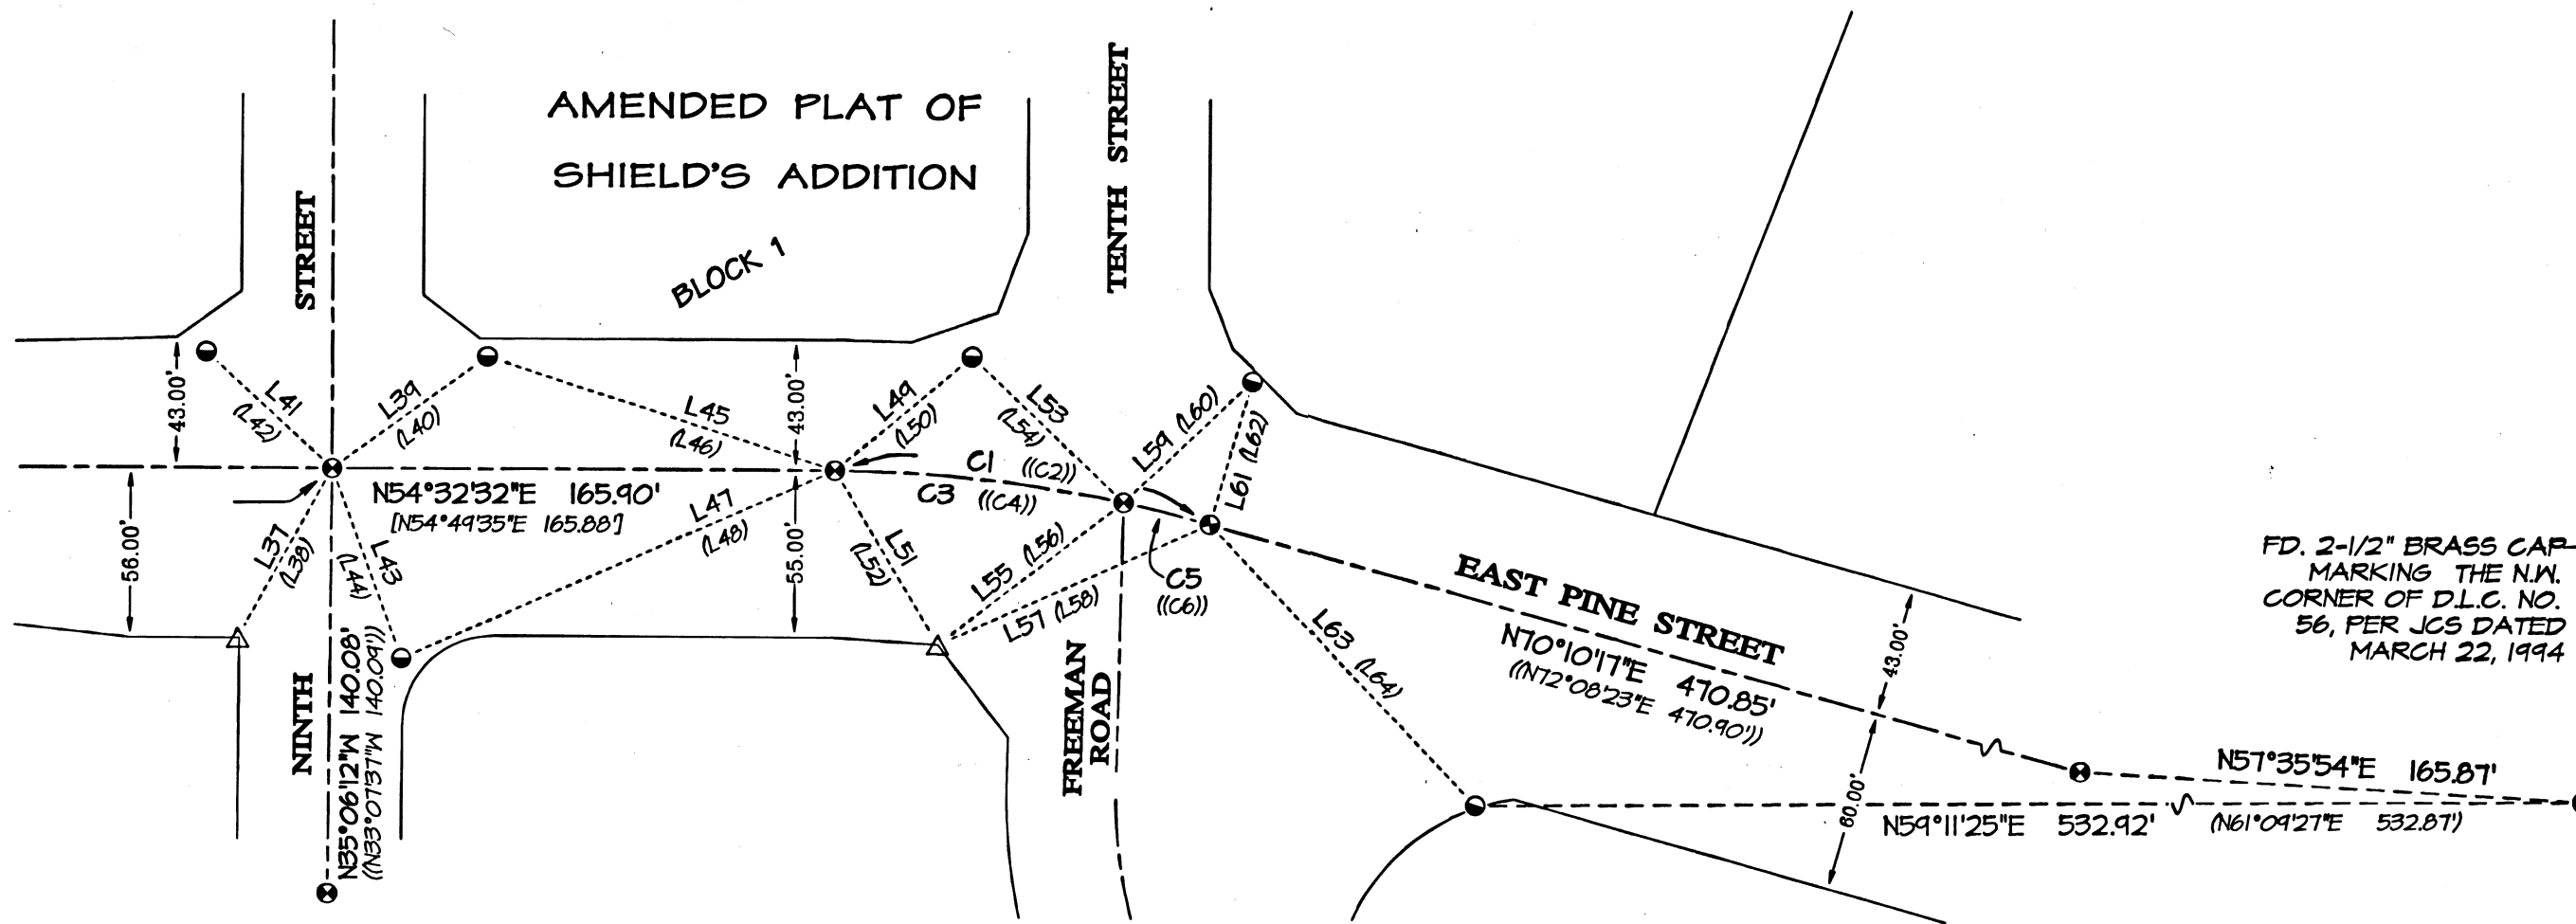 AMENDED PLAT OF
SHIELD'S ADDITION
BLOCK 1
STREET
NINTH
TENTH STREET
FREEMAN
ROAD
EAST PINE STREET
43.00'
56.00'
43.00'
55.00'
43.00'
60.00'
L41
(L42)
L39
(L40)
L45
(L46)
L49
(L50)
L53
(L54)
L59 (L60)
L61 (L62)
L37
(L38)
L43
(L44)
L47
(L48)
L51
(L52)
L55 (L56)
L57 (L58)
L63 (L64)
C1 ((C2))
C3 ((C4))
C5
((C6))
N54°32'32"E 165.90'
[N54°49'35"E 165.88']
N35°06'12"W 140.08'
((N33°07'37"W 140.09'))
N70°10'17"E 470.85'
((N72°08'23"E 470.90'))
N57°35'54"E 165.87'
N59°11'25"E 532.92' (N61°09'27"E 532.87')
FD. 2-1/2" BRASS CAP
MARKING THE N.W.
CORNER OF D.L.C. NO.
56, PER JCS DATED
MARCH 22, 1994